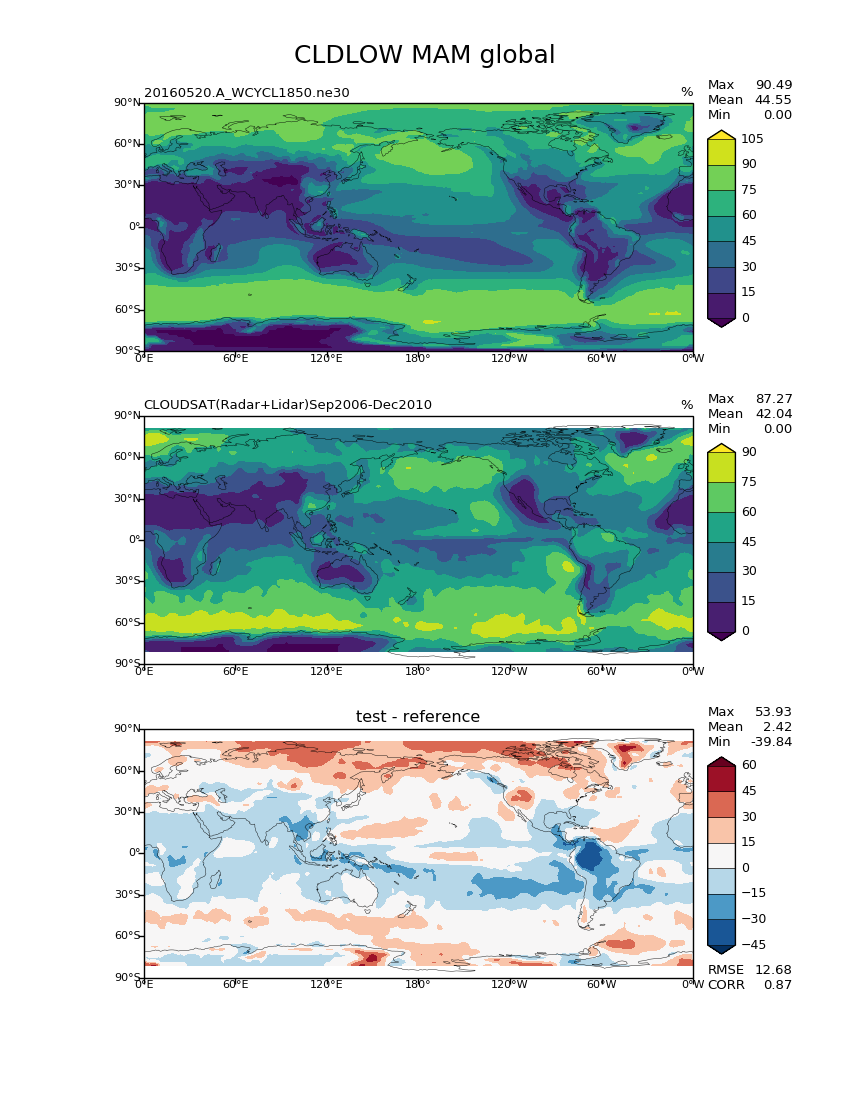 CLDLOW MAM global
20160520.A_WCYCL1850.ne30 %
Max 90.49
Mean 44.55
Min 0.00
90°N
60°N
30°N
0°
30°S
60°S
90°S
0°E 60°E 120°E 180° 120°W 60°W 0°W
105
90
75
60
45
30
15
0
CLOUDSAT(Radar+Lidar)Sep2006-Dec2010 %
Max 87.27
Mean 42.04
Min 0.00
90°N
60°N
30°N
0°
30°S
60°S
90°S
0°E 60°E 120°E 180° 120°W 60°W 0°W
90
75
60
45
30
15
0
test - reference
Max 53.93
Mean 2.42
Min -39.84
90°N
60°N
30°N
0°
30°S
60°S
90°S
0°E 60°E 120°E 180° 120°W 60°W 0°W
60
45
30
15
0
−15
−30
−45
RMSE 12.68
CORR 0.87